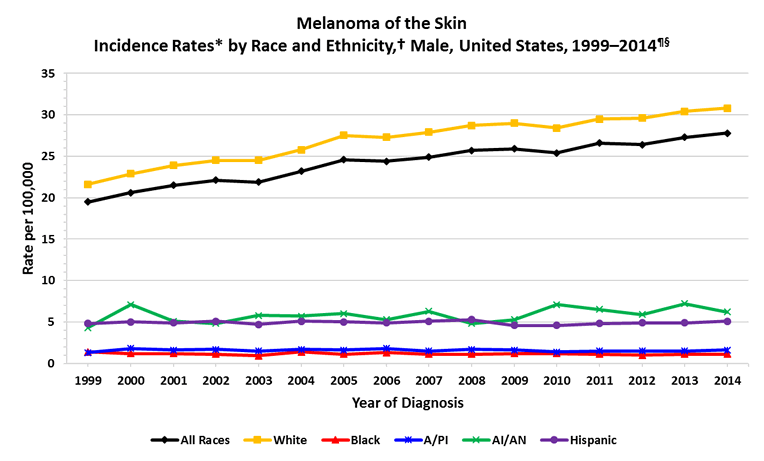 Melanoma of the Skin
Incidence Rates* by Race and Ethnicity,† Male, United States, 1999–2014¶§
35
30
25
20
15
10
5
0
Rate per 100,000
1999 2000 2001 2002 2003 2004 2005 2006 2007 2008 2009 2010 2011 2012 2013 2014
Year of Diagnosis
All Races White Black A/PI AI/AN Hispanic